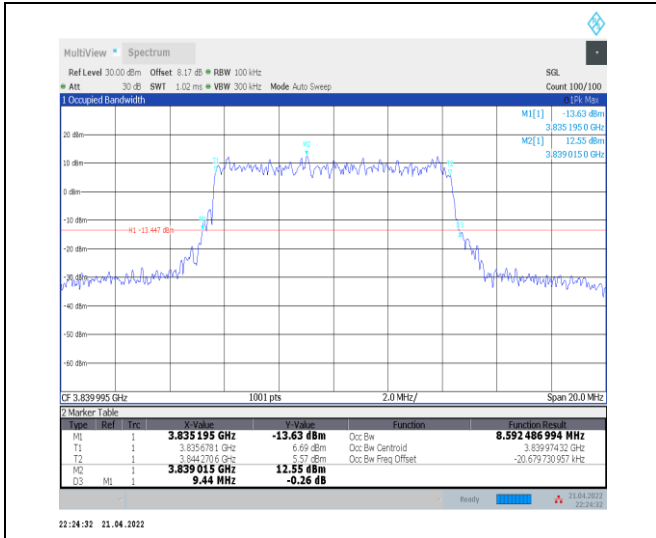 MultiView Spectrum
Ref Level 30.00 dBm Offset 8.17 dB RBW 100 kHz SGL
Att 30 dB SWT 1.02 ms VBW 300 kHz Mode Auto Sweep Count 100/100
1 Occupied Bandwidth 1Pk Max
M1[1] -13.63 dBm
3.835 195 0 GHz
M2[1] 12.55 dBm
3.839 015 0 GHz
20 dBm
M2
T1 T2
10 dBm
0 dBm
-10 dBm
H1 -13.447 dBm
-30 dBm
-40 dBm
-50 dBm
-60 dBm
CF 3.839 995 GHz 1001 pts 2.0 MHz/ Span 20.0 MHz
2 Marker Table
Type Ref Trc X-Value Y-Value Function Function Result
M1 1 3.835 195 GHz -13.63 dBm Occ Bw 8.592 486 994 MHz
T1 1 3.835 678 1 GHz 6.69 dBm Occ Bw Centroid 3.839 974 32 GHz
T2 1 3.844 270 6 GHz 5.57 dBm Occ Bw Freq Offset -20.679 730 957 kHz
M2 1 3.839 015 GHz 12.55 dBm
D3 M1 1 9.44 MHz -0.26 dB
Ready 21.04.2022
22:24:32
22:24:32 21.04.2022